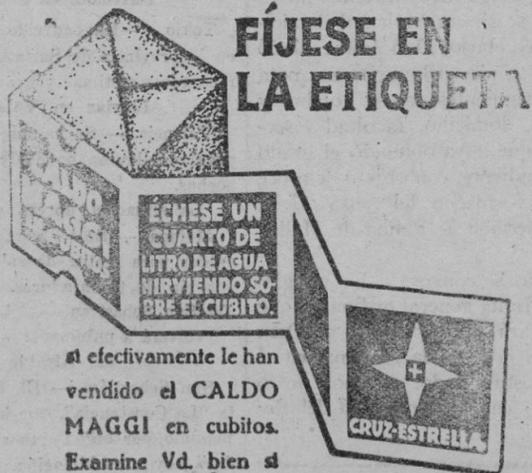 FÍJESE EN
LA ETIQUETA
CALDO
MAGGI
EN CUBITOS
ÉCHESE UN
CUARTO DE
LITRO DE AGUA
HIRVIENDO SO-
BRE EL CUBITO.
CRUZ-ESTRELLA
si efectivamente le han
vendido el CALDO
MAGGI en cubitos.
Examine Vd. bien si